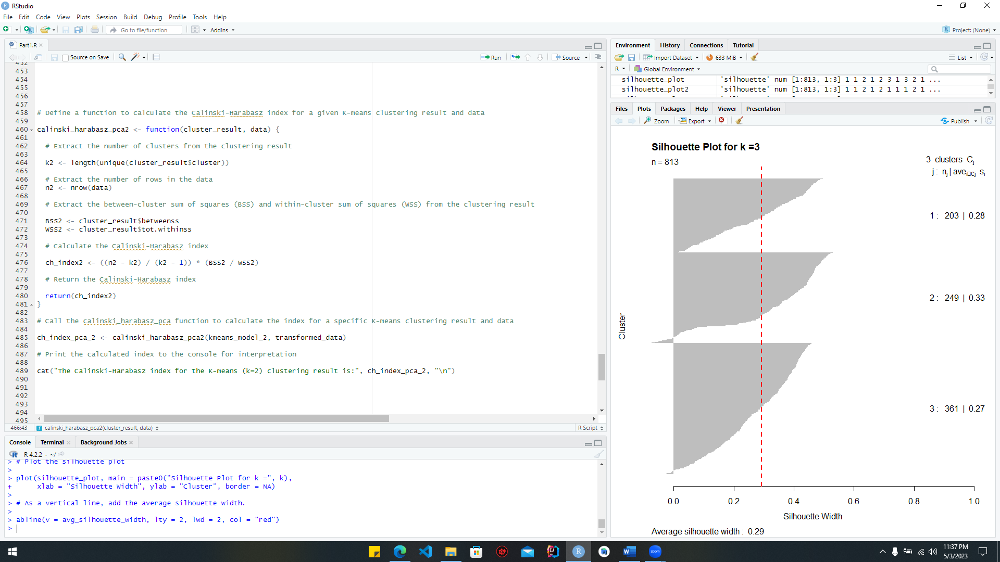 RStudio
File Edit Code View Plots Session Build Debug Profile Tools Help
Go to file/function Addins Project: (None)
Part1.R
Source on Save Run Source
452
453
454
455
456
457
458 # Define a function to calculate the Calinski-Harabasz index for a given K-means clustering result and data
459
460 calinski_harabasz_pca2 <- function(cluster_result, data) {
461
462 # Extract the number of clusters from the clustering result
463
464 k2 <- length(unique(cluster_result$cluster))
465
466 # Extract the number of rows in the data
467 n2 <- nrow(data)
468
469 # Extract the between-cluster sum of squares (BSS) and within-cluster sum of squares (WSS) from the clustering result
470
471 BSS2 <- cluster_result$betweenss
472 WSS2 <- cluster_result$tot.withinss
473
474 # Calculate the Calinski-Harabasz index
475
476 ch_index2 <- ((n2 - k2) / (k2 - 1)) * (BSS2 / WSS2)
477
478 # Return the Calinski-Harabasz index
479
480 return(ch_index2)
481 }
482
483 # Call the calinski_harabasz_pca function to calculate the index for a specific K-means clustering result and data
484
485 ch_index_pca_2 <- calinski_harabasz_pca2(kmeans_model_2, transformed_data)
486
487 # Print the calculated index to the console for interpretation
488
489 cat("The Calinski-Harabasz index for the K-means (k=2) clustering result is:", ch_index_pca_2, "\n")
490
491
492
493
494
495
466:43 calinski_harabasz_pca2(cluster_result, data) R Script
Console Terminal Background Jobs
R 4.2.2 · ~/
> # Plot the silhouette plot
>
> plot(silhouette_plot, main = paste0("Silhouette Plot for k =", k),
+ xlab = "Silhouette Width", ylab = "Cluster", border = NA)
>
> # As a vertical line, add the average silhouette width.
>
> abline(v = avg_silhouette_width, lty = 2, lwd = 2, col = "red")
>
Environment History Connections Tutorial
Import Dataset 633 MiB List
R Global Environment
silhouette_plot 'silhouette' num [1:813, 1:3] 1 1 2 1 2 3 1 3 2 1 ...
silhouette_plot2 'silhouette' num [1:813, 1:3] 1 1 2 1 2 1 1 1 2 1 ...
Files Plots Packages Help Viewer Presentation
Zoom Export Publish
Silhouette Plot for k =3
n = 813
3 clusters Cj
j : nj | avei□Cj si
1 : 203 | 0.28
2 : 249 | 0.33
3 : 361 | 0.27
Cluster
0.0 0.2 0.4 0.6 0.8 1.0
Silhouette Width
Average silhouette width : 0.29
zoom
11:37 PM
5/3/2023